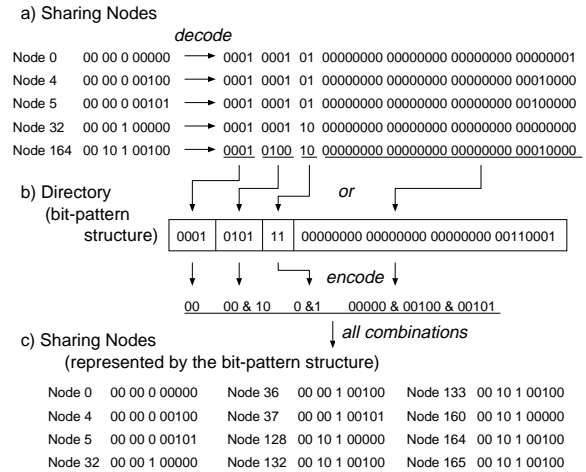 a) Sharing Nodes
decode
Node 0 00 00 0 00000 0001 0001 01 00000000 00000000 00000000 00000001
Node 4 00 00 0 00100 0001 0001 01 00000000 00000000 00000000 00010000
Node 5 00 00 0 00101 0001 0001 01 00000000 00000000 00000000 00100000
Node 32 00 00 1 00000 0001 0001 10 00000000 00000000 00000000 00000000
Node 164 00 10 1 00100 0001 0100 10 00000000 00000000 00000000 00010000
or
b) Directory
(bit-pattern
structure)
0001 0101 11 00000000 00000000 00000000 00110001
encode
00 00 & 10 0 &1 00000 & 00100 & 00101
all combinations
c) Sharing Nodes
(represented by the bit-pattern structure)
Node 0 00 00 0 00000 Node 36 00 00 1 00100 Node 133 00 10 1 00100
Node 4 00 00 0 00100 Node 37 00 00 1 00101 Node 160 00 10 1 00000
Node 5 00 00 0 00101 Node 128 00 10 1 00000 Node 164 00 10 1 00100
Node 32 00 00 1 00000 Node 132 00 10 1 00100 Node 165 00 10 1 00100